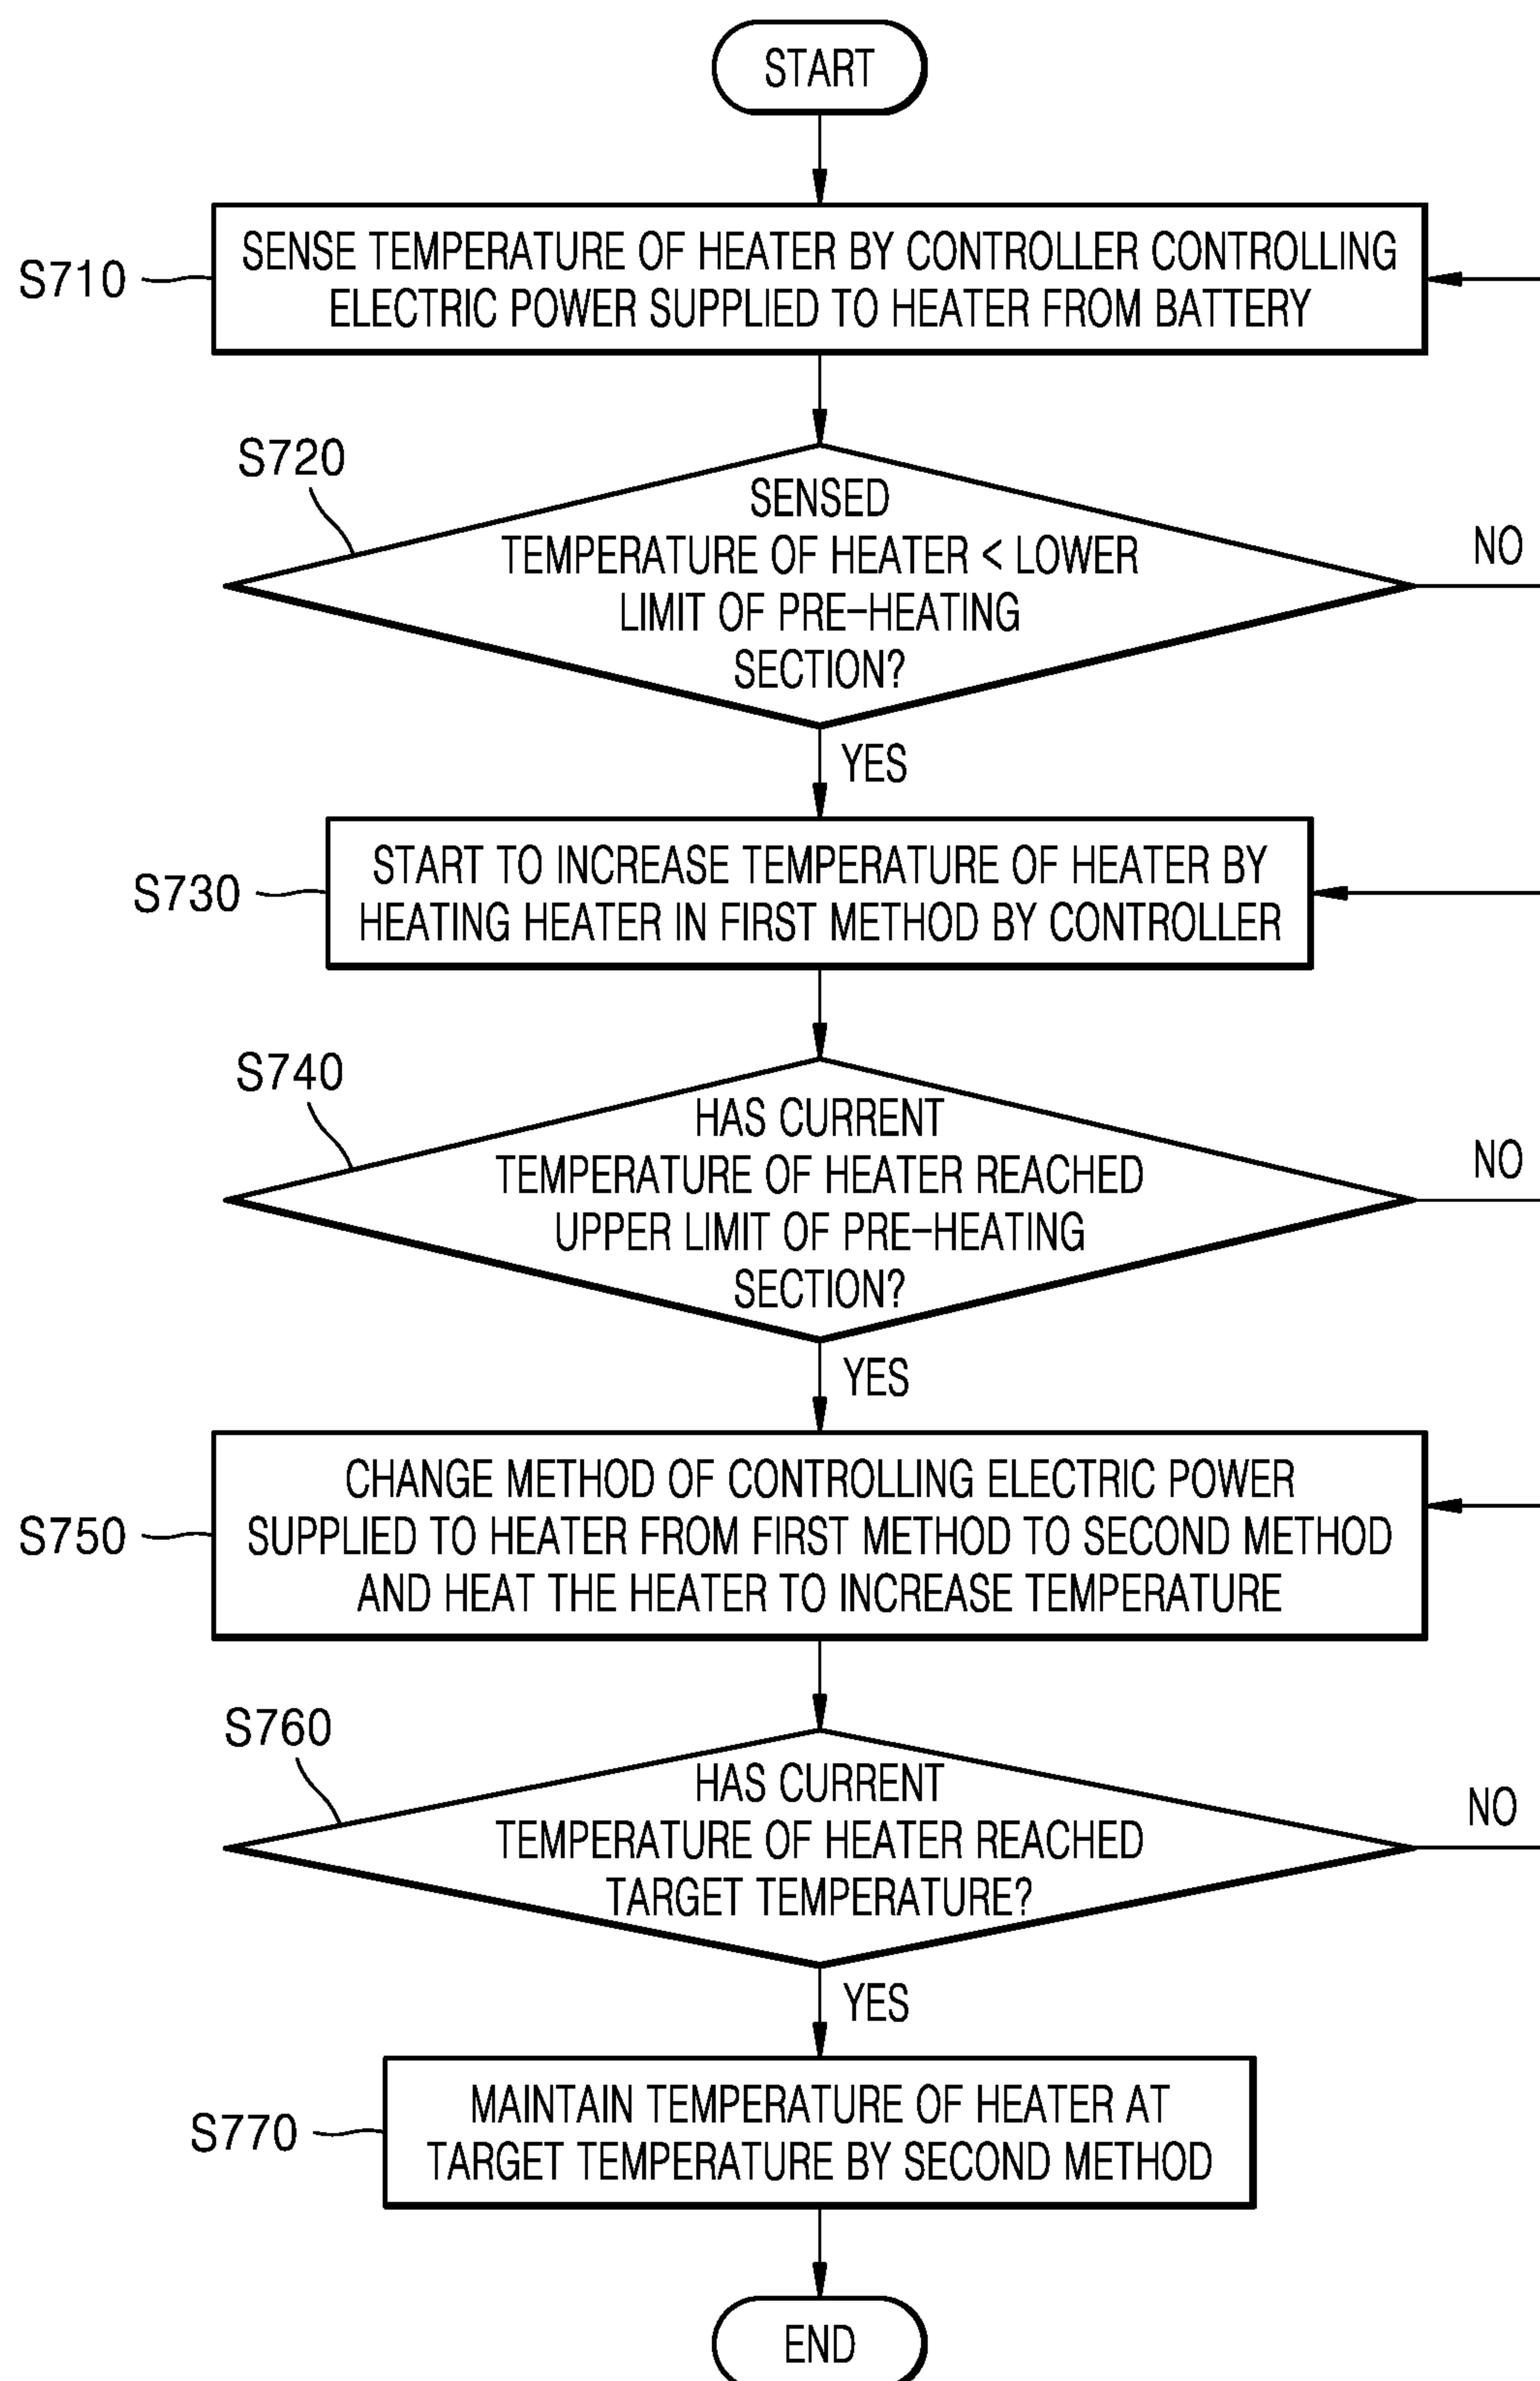 START
S710
SENSE TEMPERATURE OF HEATER BY CONTROLLER CONTROLLING
ELECTRIC POWER SUPPLIED TO HEATER FROM BATTERY
S720
SENSED
TEMPERATURE OF HEATER < LOWER
LIMIT OF PRE-HEATING
SECTION?
NO
YES
S730
START TO INCREASE TEMPERATURE OF HEATER BY
HEATING HEATER IN FIRST METHOD BY CONTROLLER
S740
HAS CURRENT
TEMPERATURE OF HEATER REACHED
UPPER LIMIT OF PRE-HEATING
SECTION?
NO
YES
S750
CHANGE METHOD OF CONTROLLING ELECTRIC POWER
SUPPLIED TO HEATER FROM FIRST METHOD TO SECOND METHOD
AND HEAT THE HEATER TO INCREASE TEMPERATURE
S760
HAS CURRENT
TEMPERATURE OF HEATER REACHED
TARGET TEMPERATURE?
NO
YES
S770
MAINTAIN TEMPERATURE OF HEATER AT
TARGET TEMPERATURE BY SECOND METHOD
END